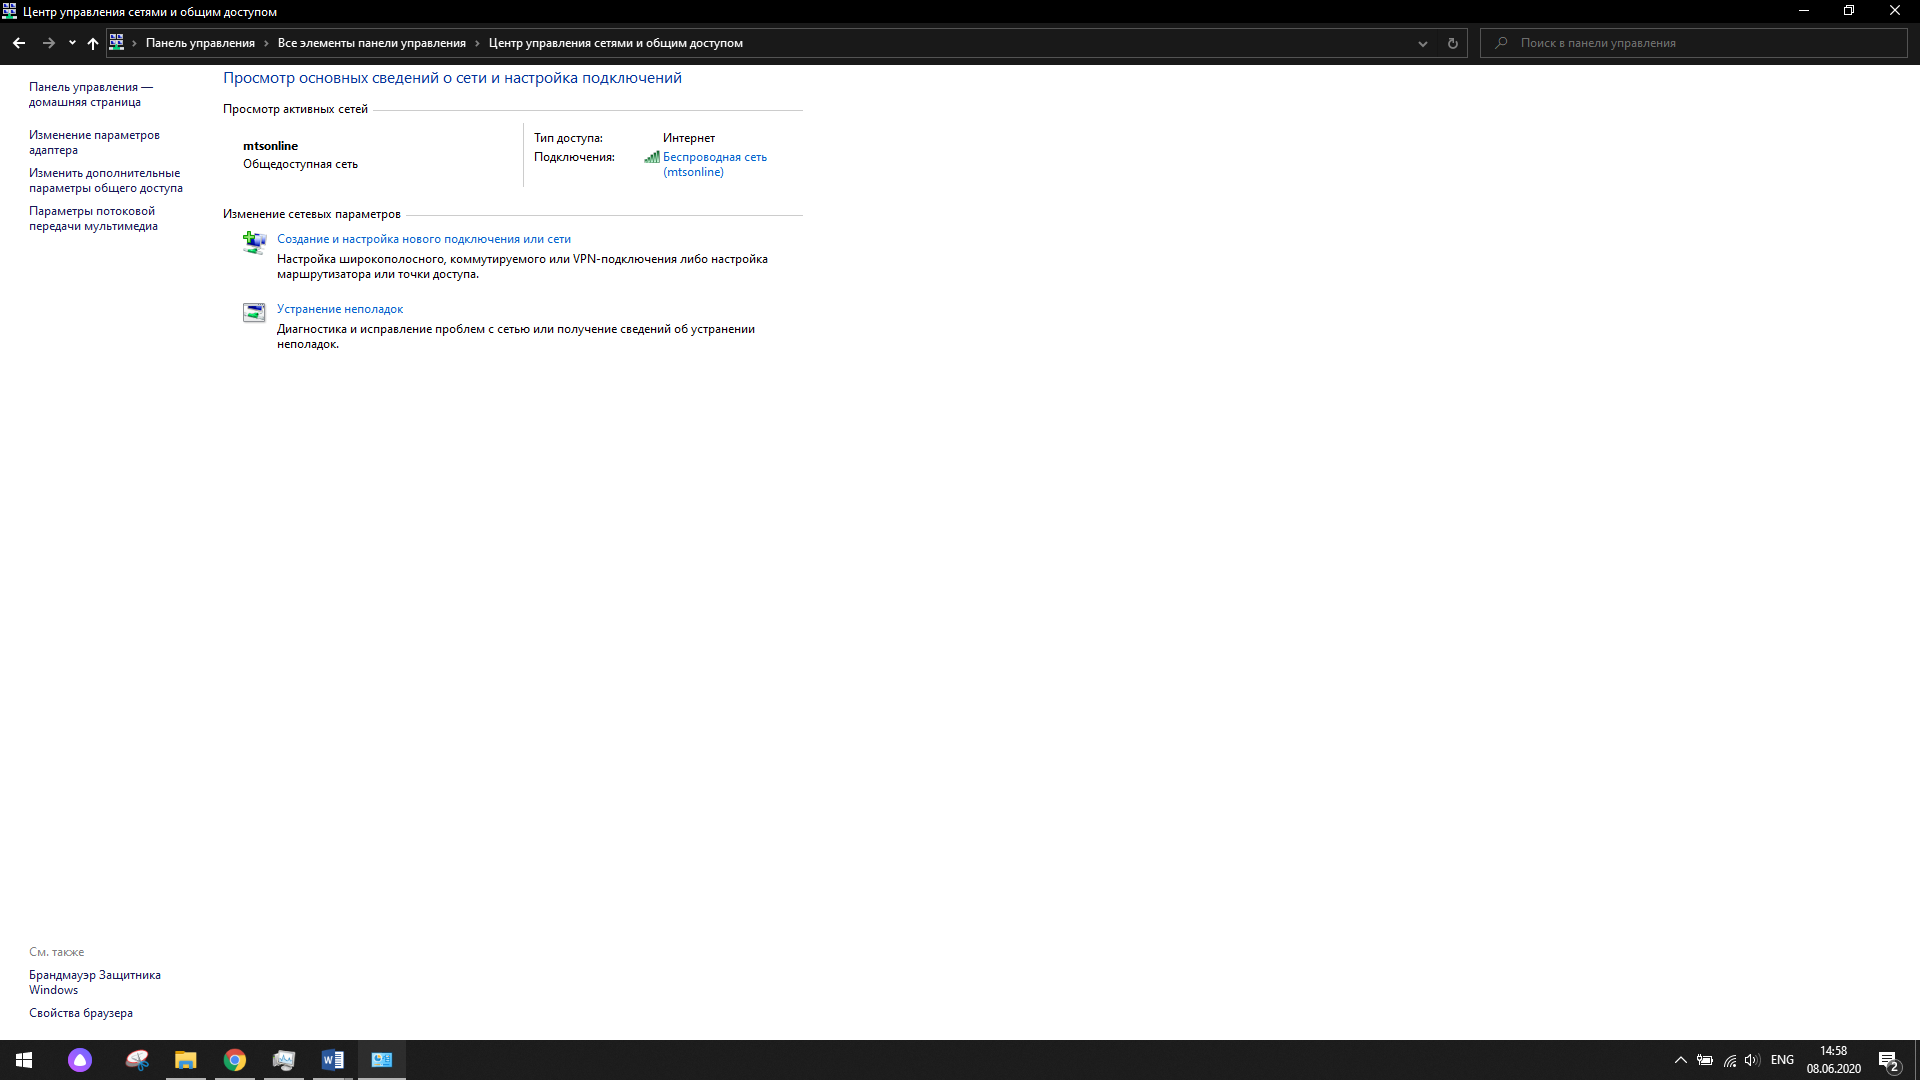 Центр управления сетями и общим доступом
Панель управления
Все элементы панели управления
Центр управления сетями и общим доступом
Поиск в панели управления
Панель управления —
домашняя страница
Изменение параметров
адаптера
Изменить дополнительные
параметры общего доступа
Параметры потоковой
передачи мультимедиа
Просмотр основных сведений о сети и настройка подключений
Просмотр активных сетей
mtsonline
Общедоступная сеть
Тип доступа: Интернет
Подключения: Беспроводная сеть
(mtsonline)
Изменение сетевых параметров
Создание и настройка нового подключения или сети
Настройка широкополосного, коммутируемого или VPN-подключения либо настройка
маршрутизатора или точки доступа.
Устранение неполадок
Диагностика и исправление проблем с сетью или получение сведений об устранении
неполадок.
См. также
Брандмауэр Защитника
Windows
Свойства браузера
ENG
14:58
08.06.2020
2